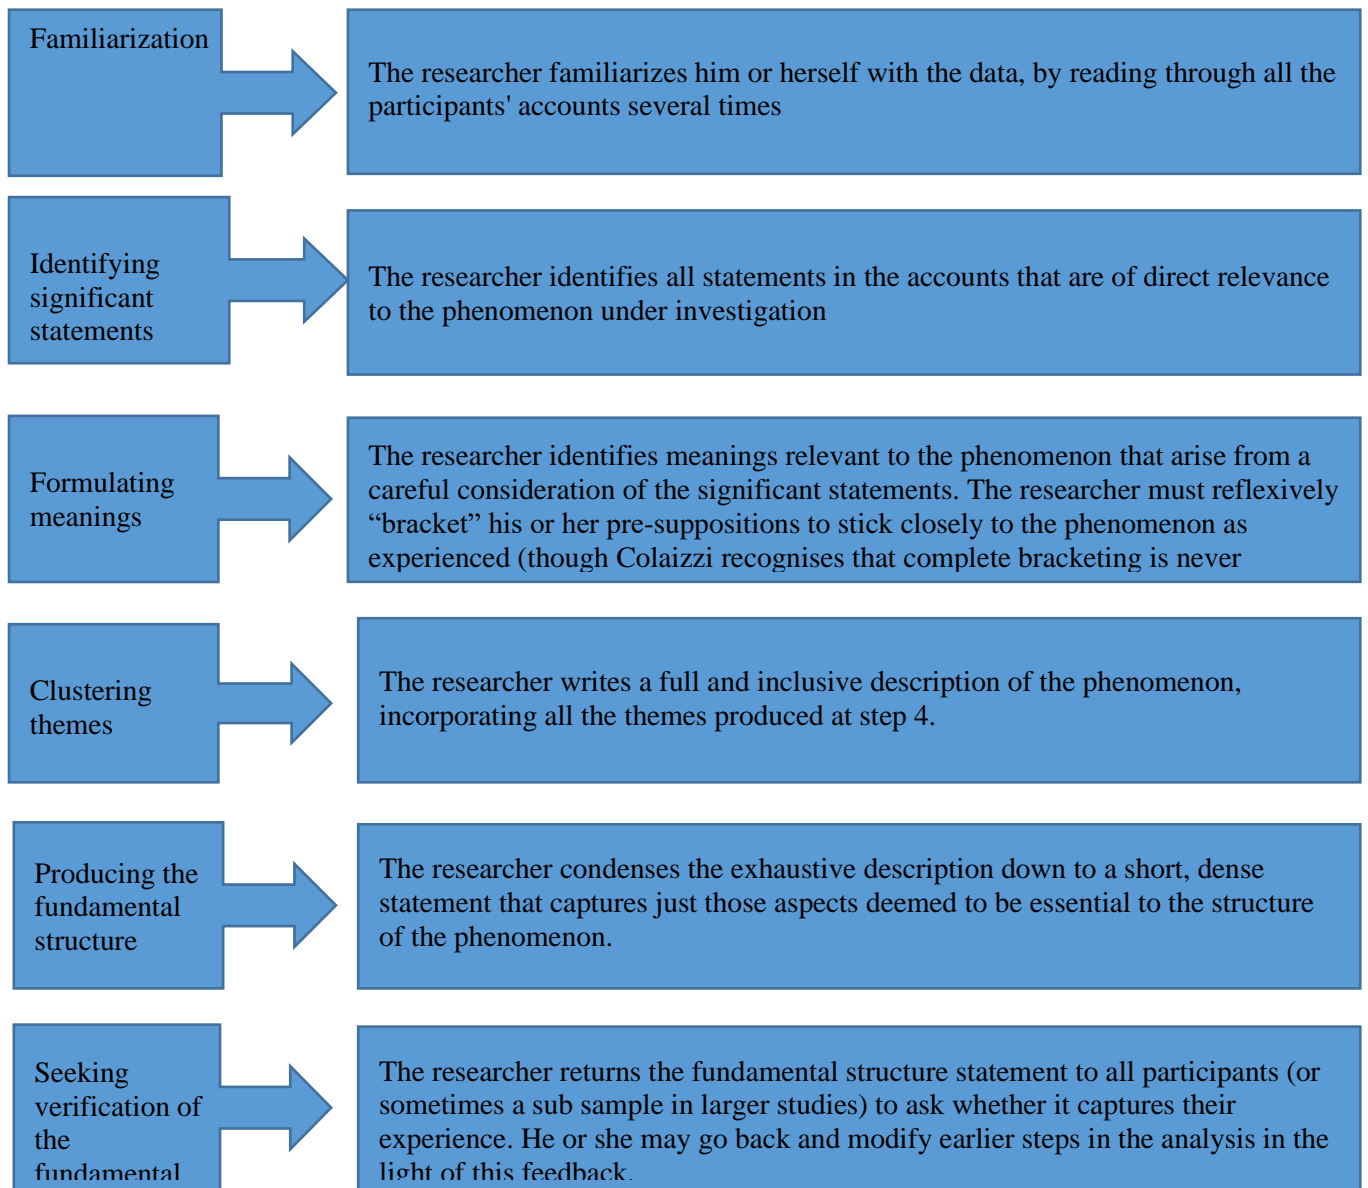 Familiarization
The researcher familiarizes him or herself with the data, by reading through all the
participants' accounts several times
Identifying
significant
statements
The researcher identifies all statements in the accounts that are of direct relevance
to the phenomenon under investigation
Formulating
meanings
The researcher identifies meanings relevant to the phenomenon that arise from a
careful consideration of the significant statements. The researcher must reflexively
“bracket” his or her pre-suppositions to stick closely to the phenomenon as
experienced (though Colaizzi recognises that complete bracketing is never
Clustering
themes
The researcher writes a full and inclusive description of the phenomenon,
incorporating all the themes produced at step 4.
Producing the
fundamental
structure
The researcher condenses the exhaustive description down to a short, dense
statement that captures just those aspects deemed to be essential to the structure
of the phenomenon.
Seeking
verification of
the
fundamental
The researcher returns the fundamental structure statement to all participants (or
sometimes a sub sample in larger studies) to ask whether it captures their
experience. He or she may go back and modify earlier steps in the analysis in the
light of this feedback.